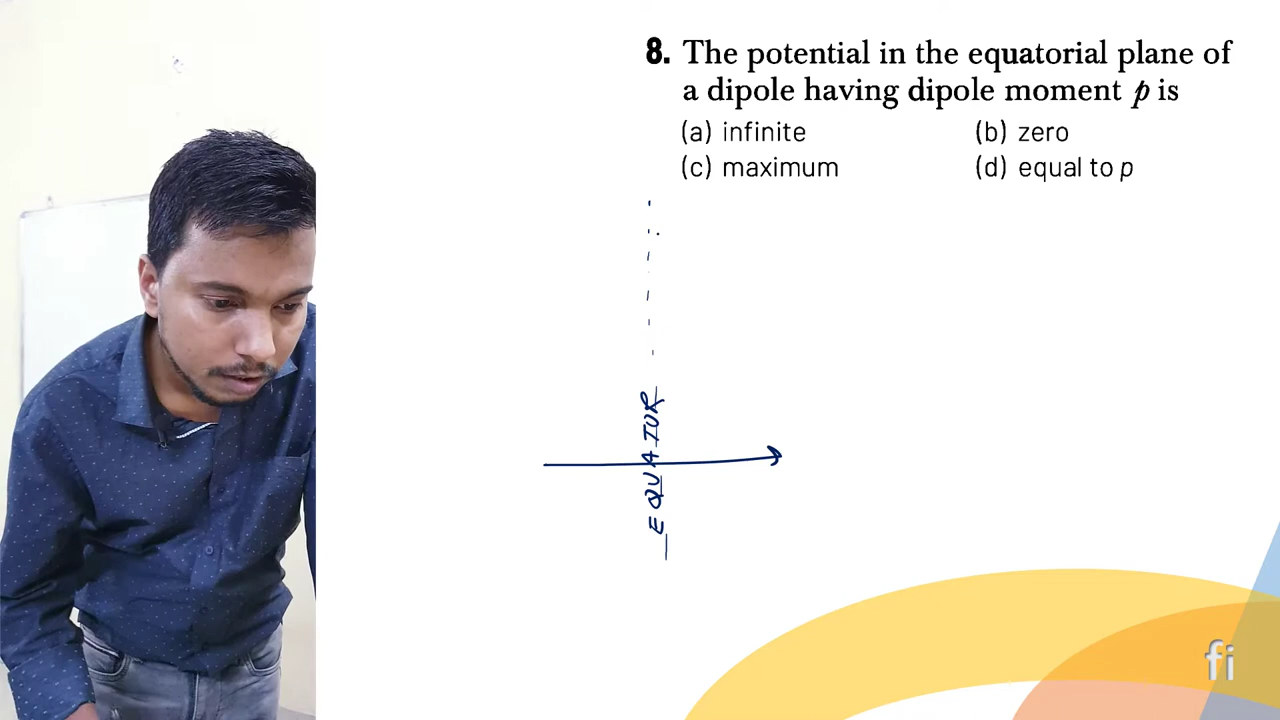 8. The potential in the equatorial plane of
a dipole having dipole moment p is
(a) infinite
(b) zero
(c) maximum
(d) equal to p
EQUATOR
fi